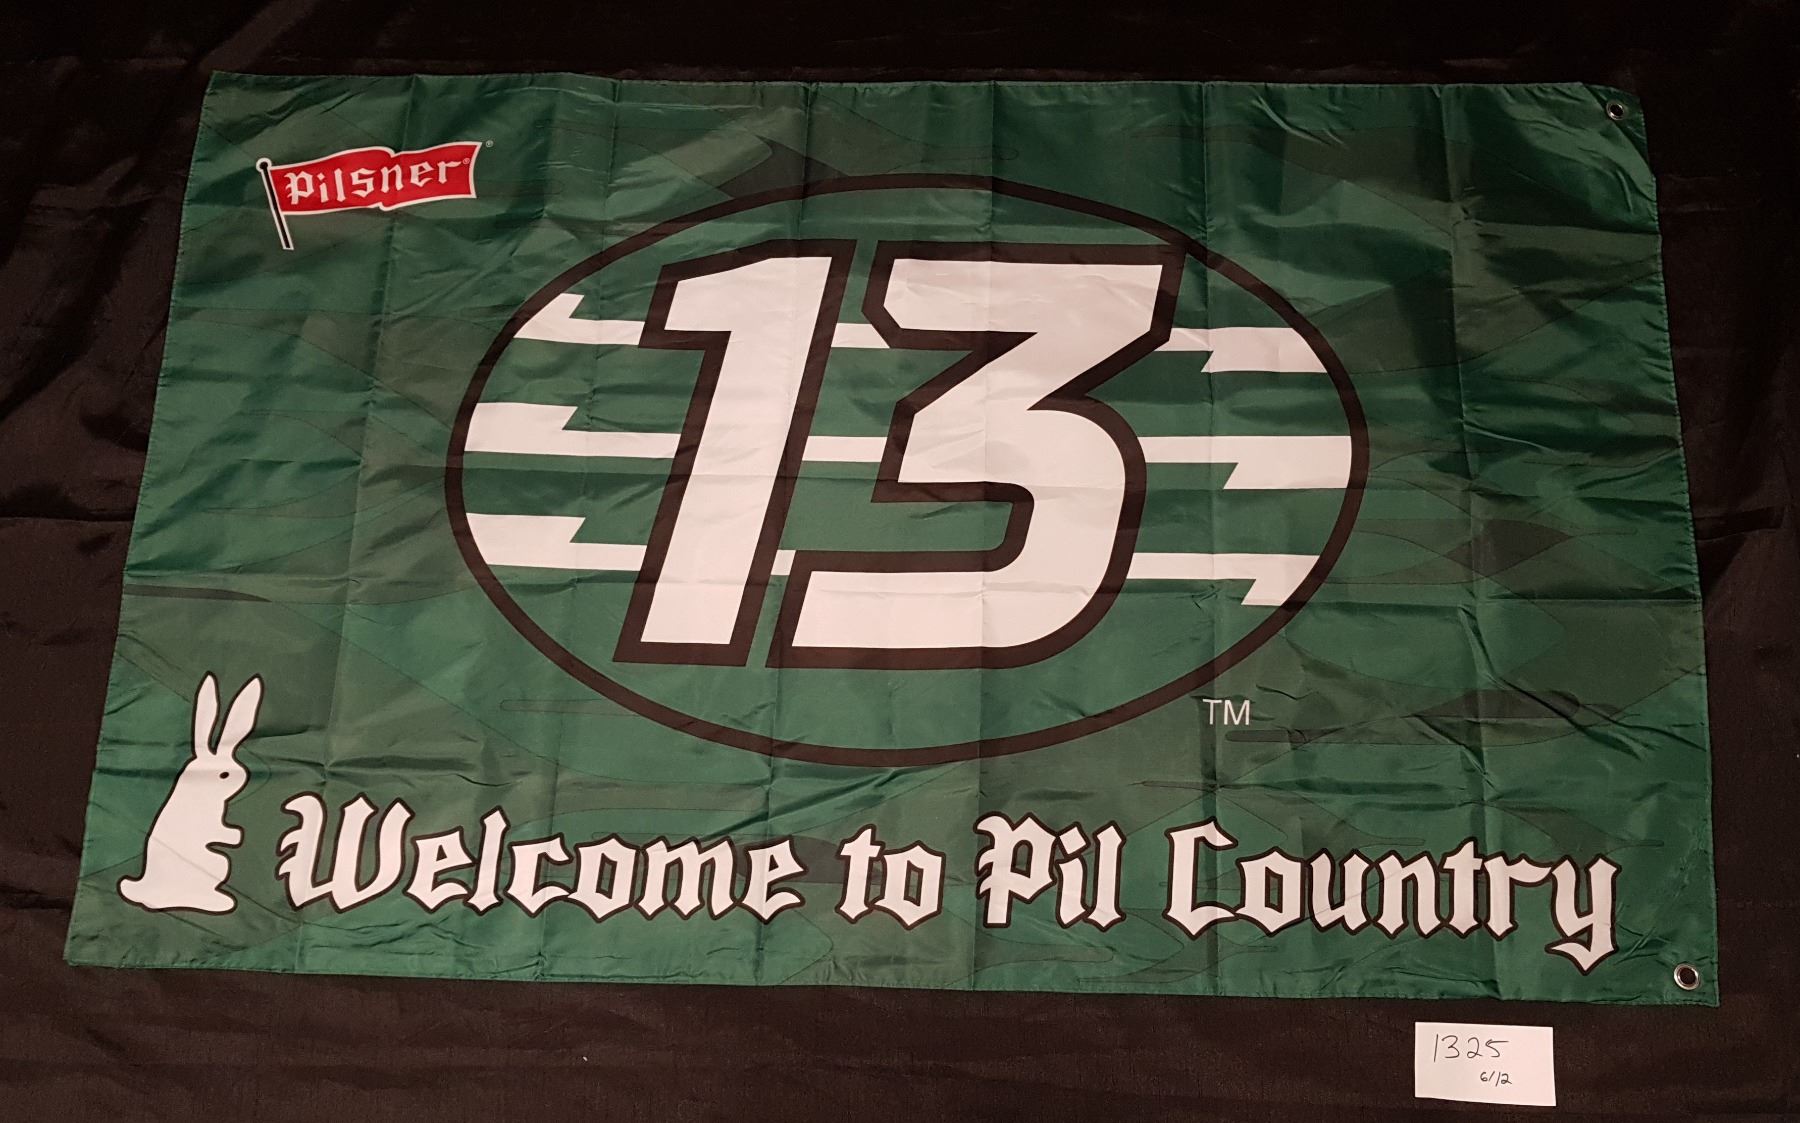 Pilsner®
®
13
TM
Welcome to Pil Country
1325
6/12